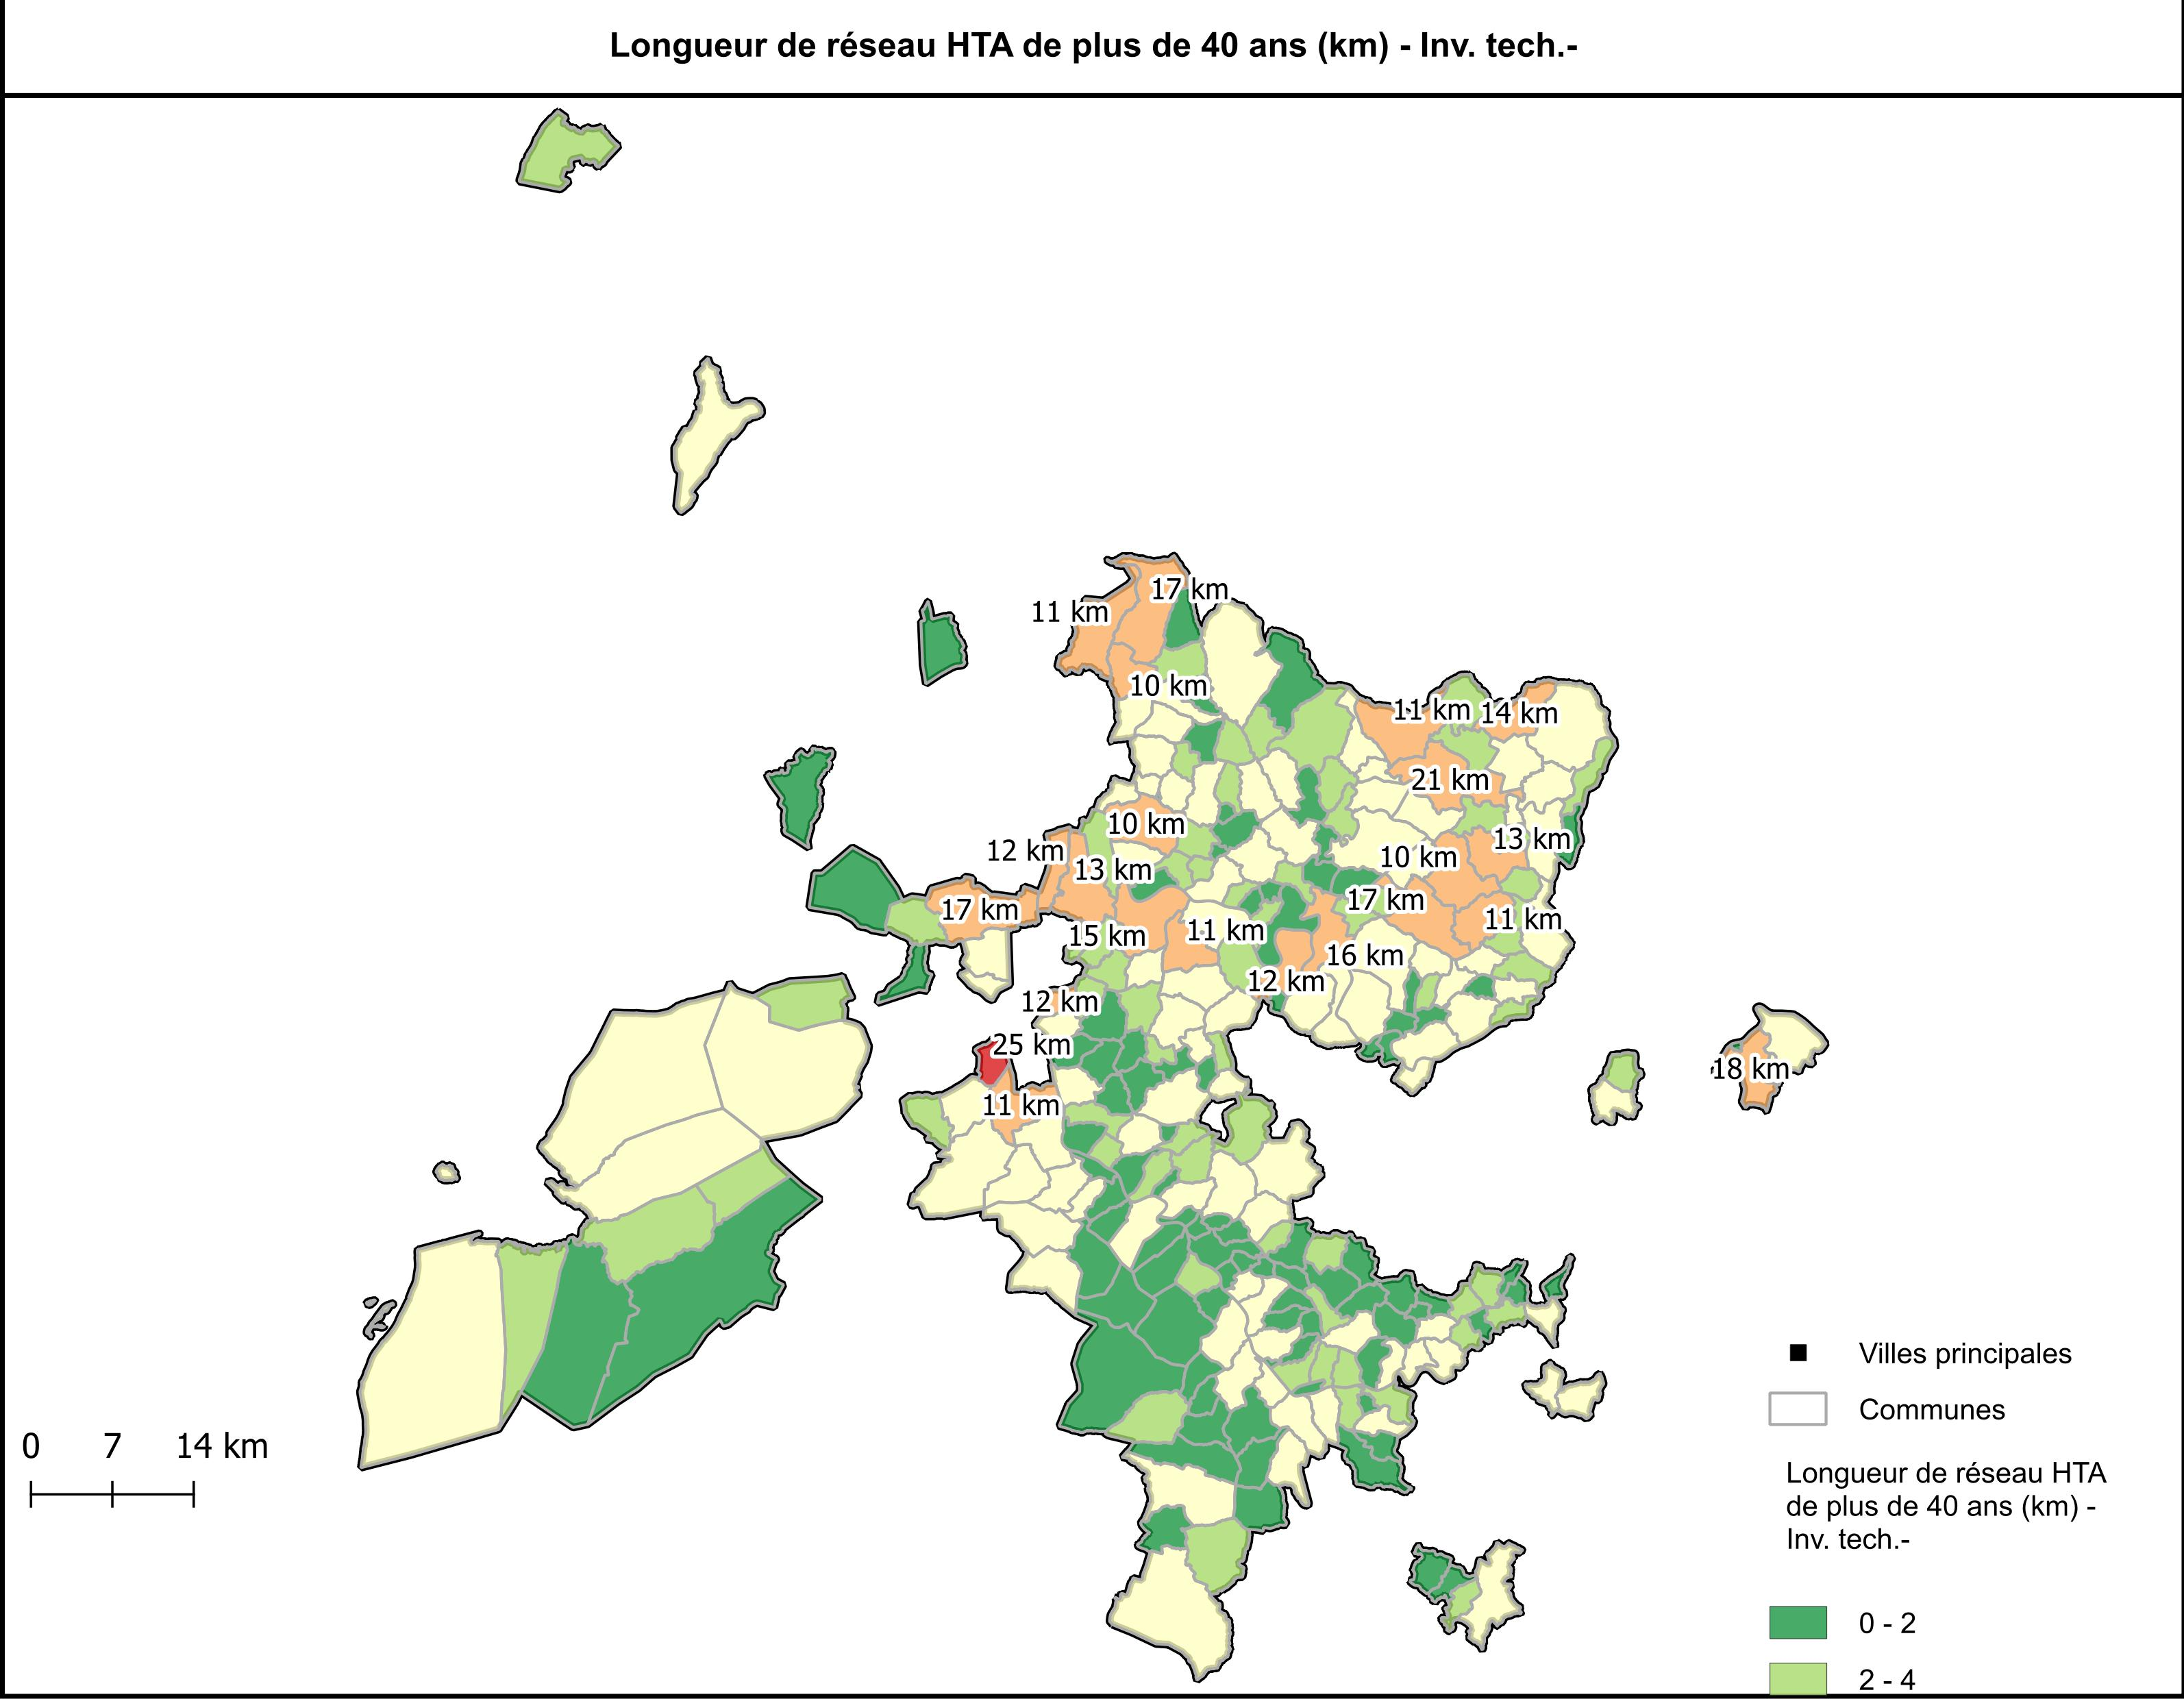 Longueur de réseau HTA de plus de 40 ans (km) - Inv. tech.-
17 km
11 km
10 km
11 km
14 km
21 km
10 km
13 km
12 km
10 km
13 km
17 km
17 km
11 km
15 km
11 km
16 km
12 km
12 km
25 km
18 km
11 km
Villes principales
Communes
0 7 14 km
Longueur de réseau HTA
de plus de 40 ans (km) -
Inv. tech.-
0 - 2
2 - 4